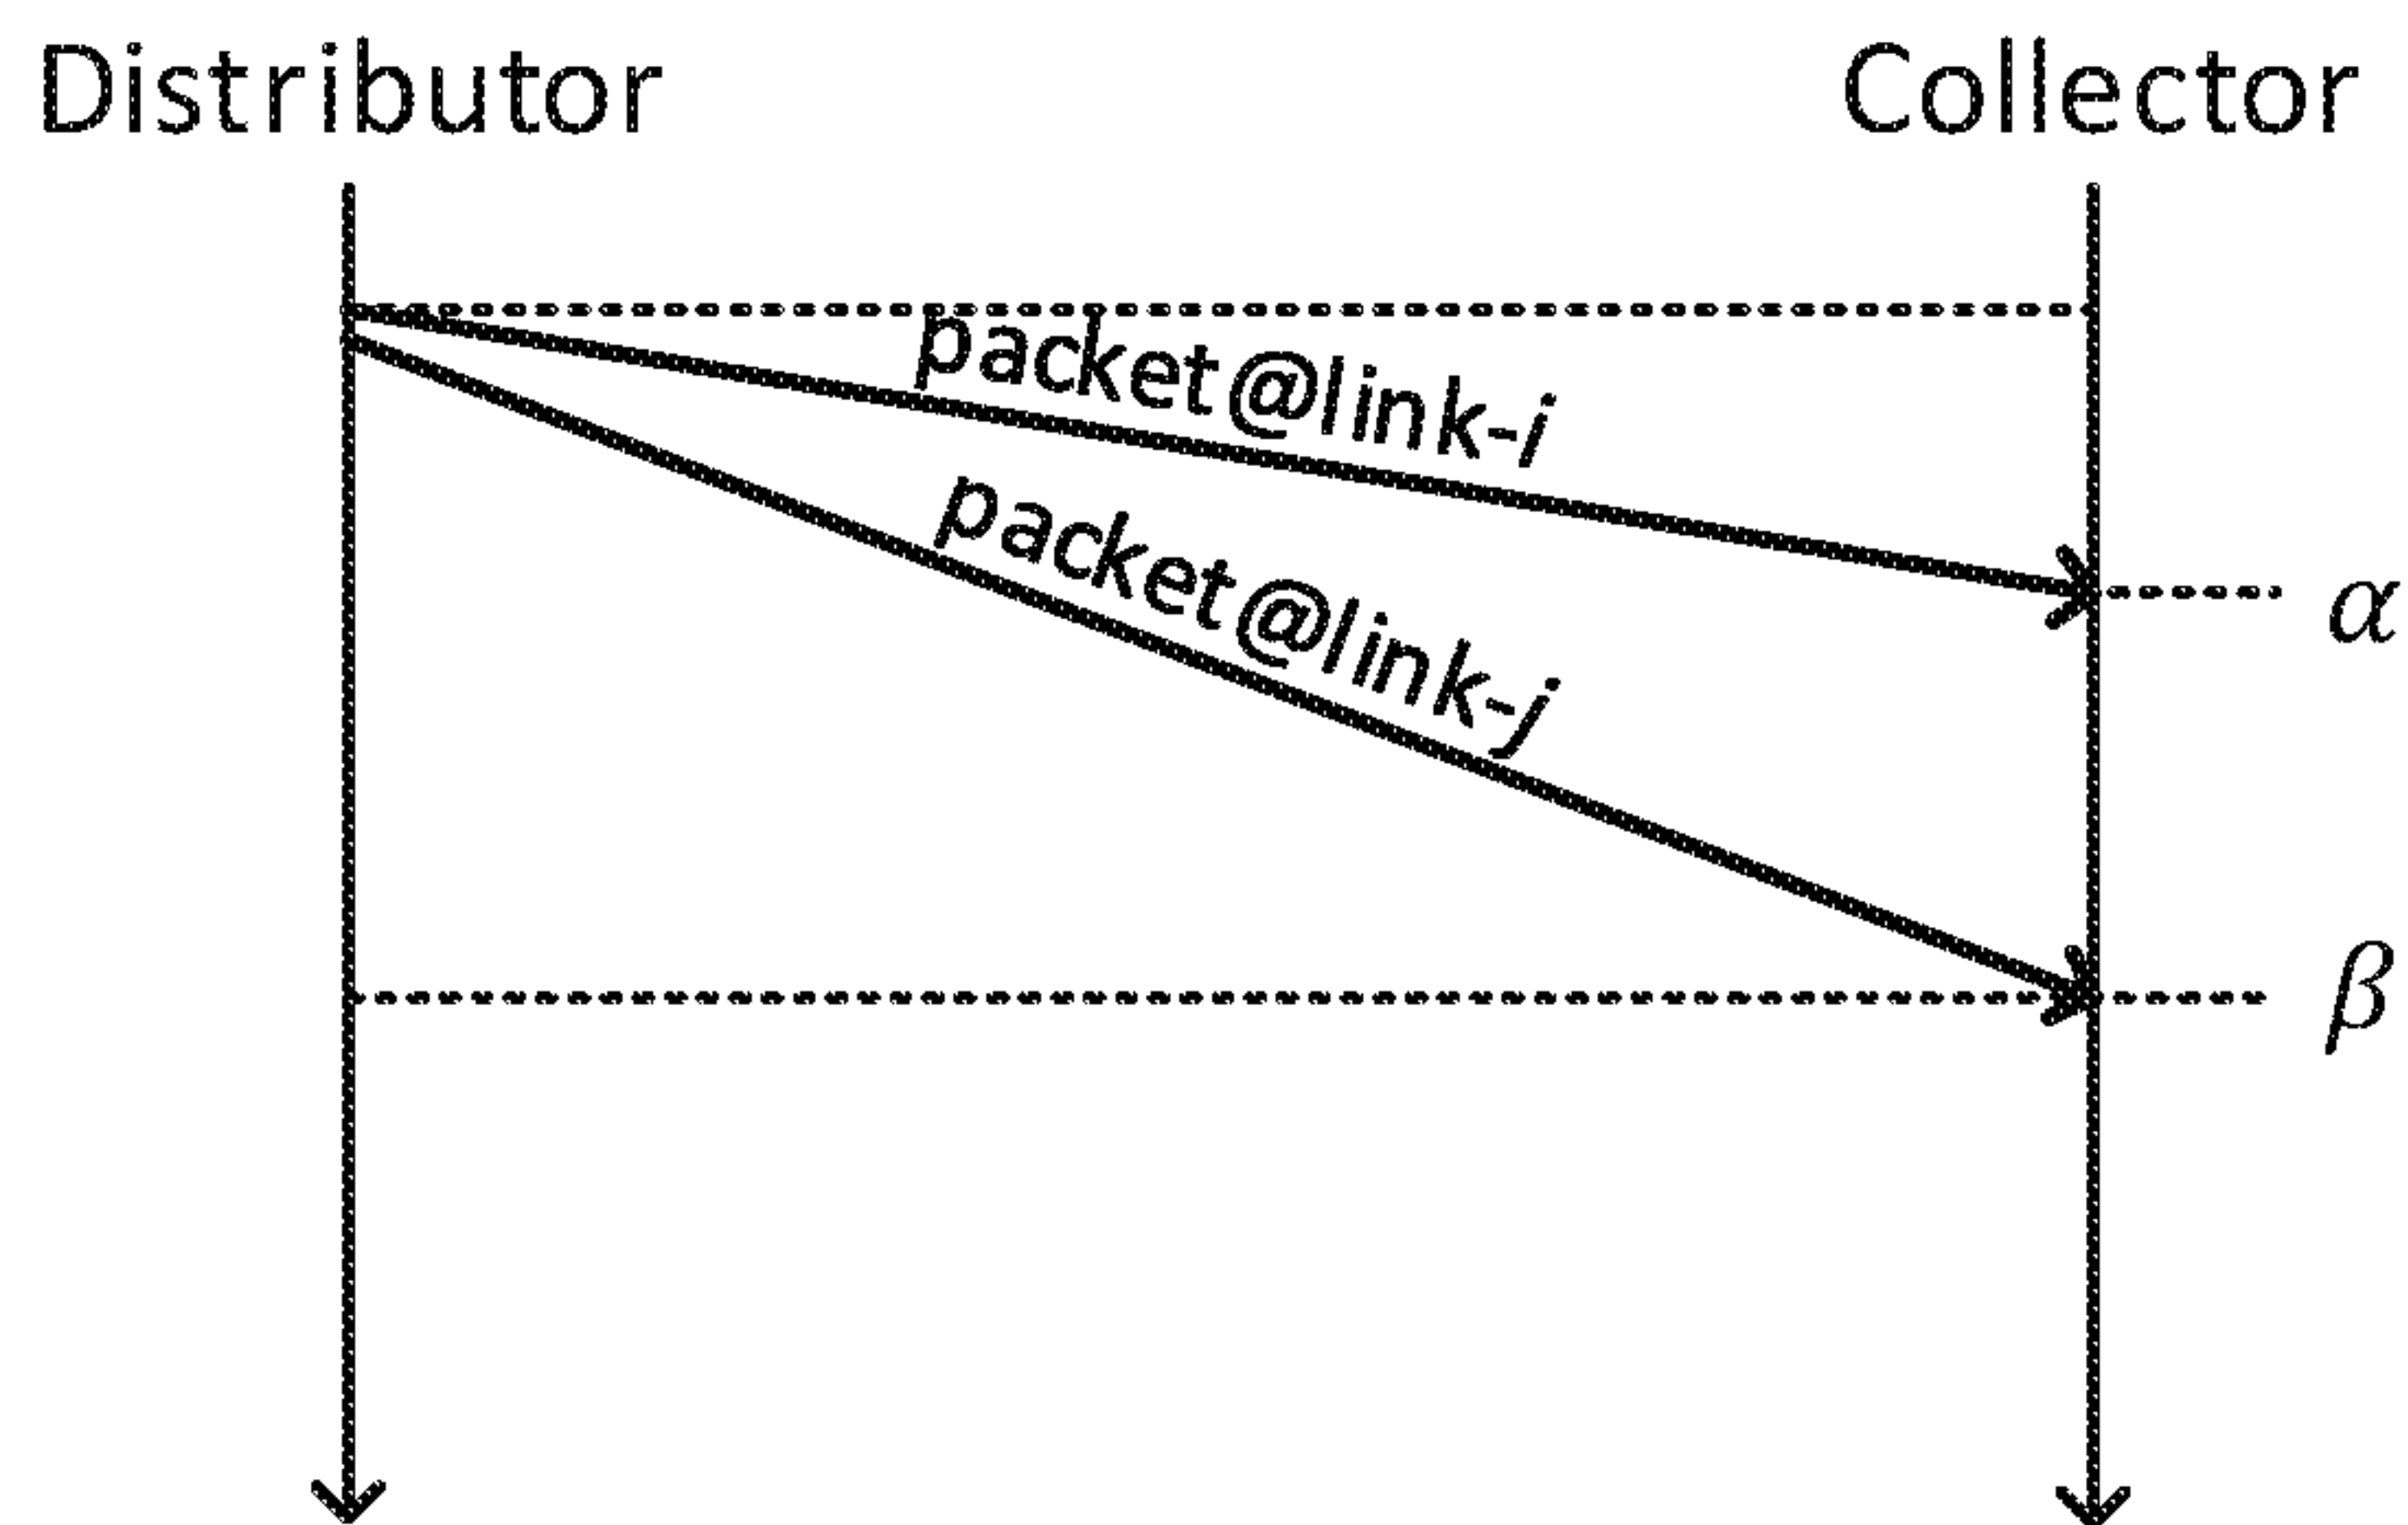 Distributor
Collector
packet@link-i
packet@link-j
α
β